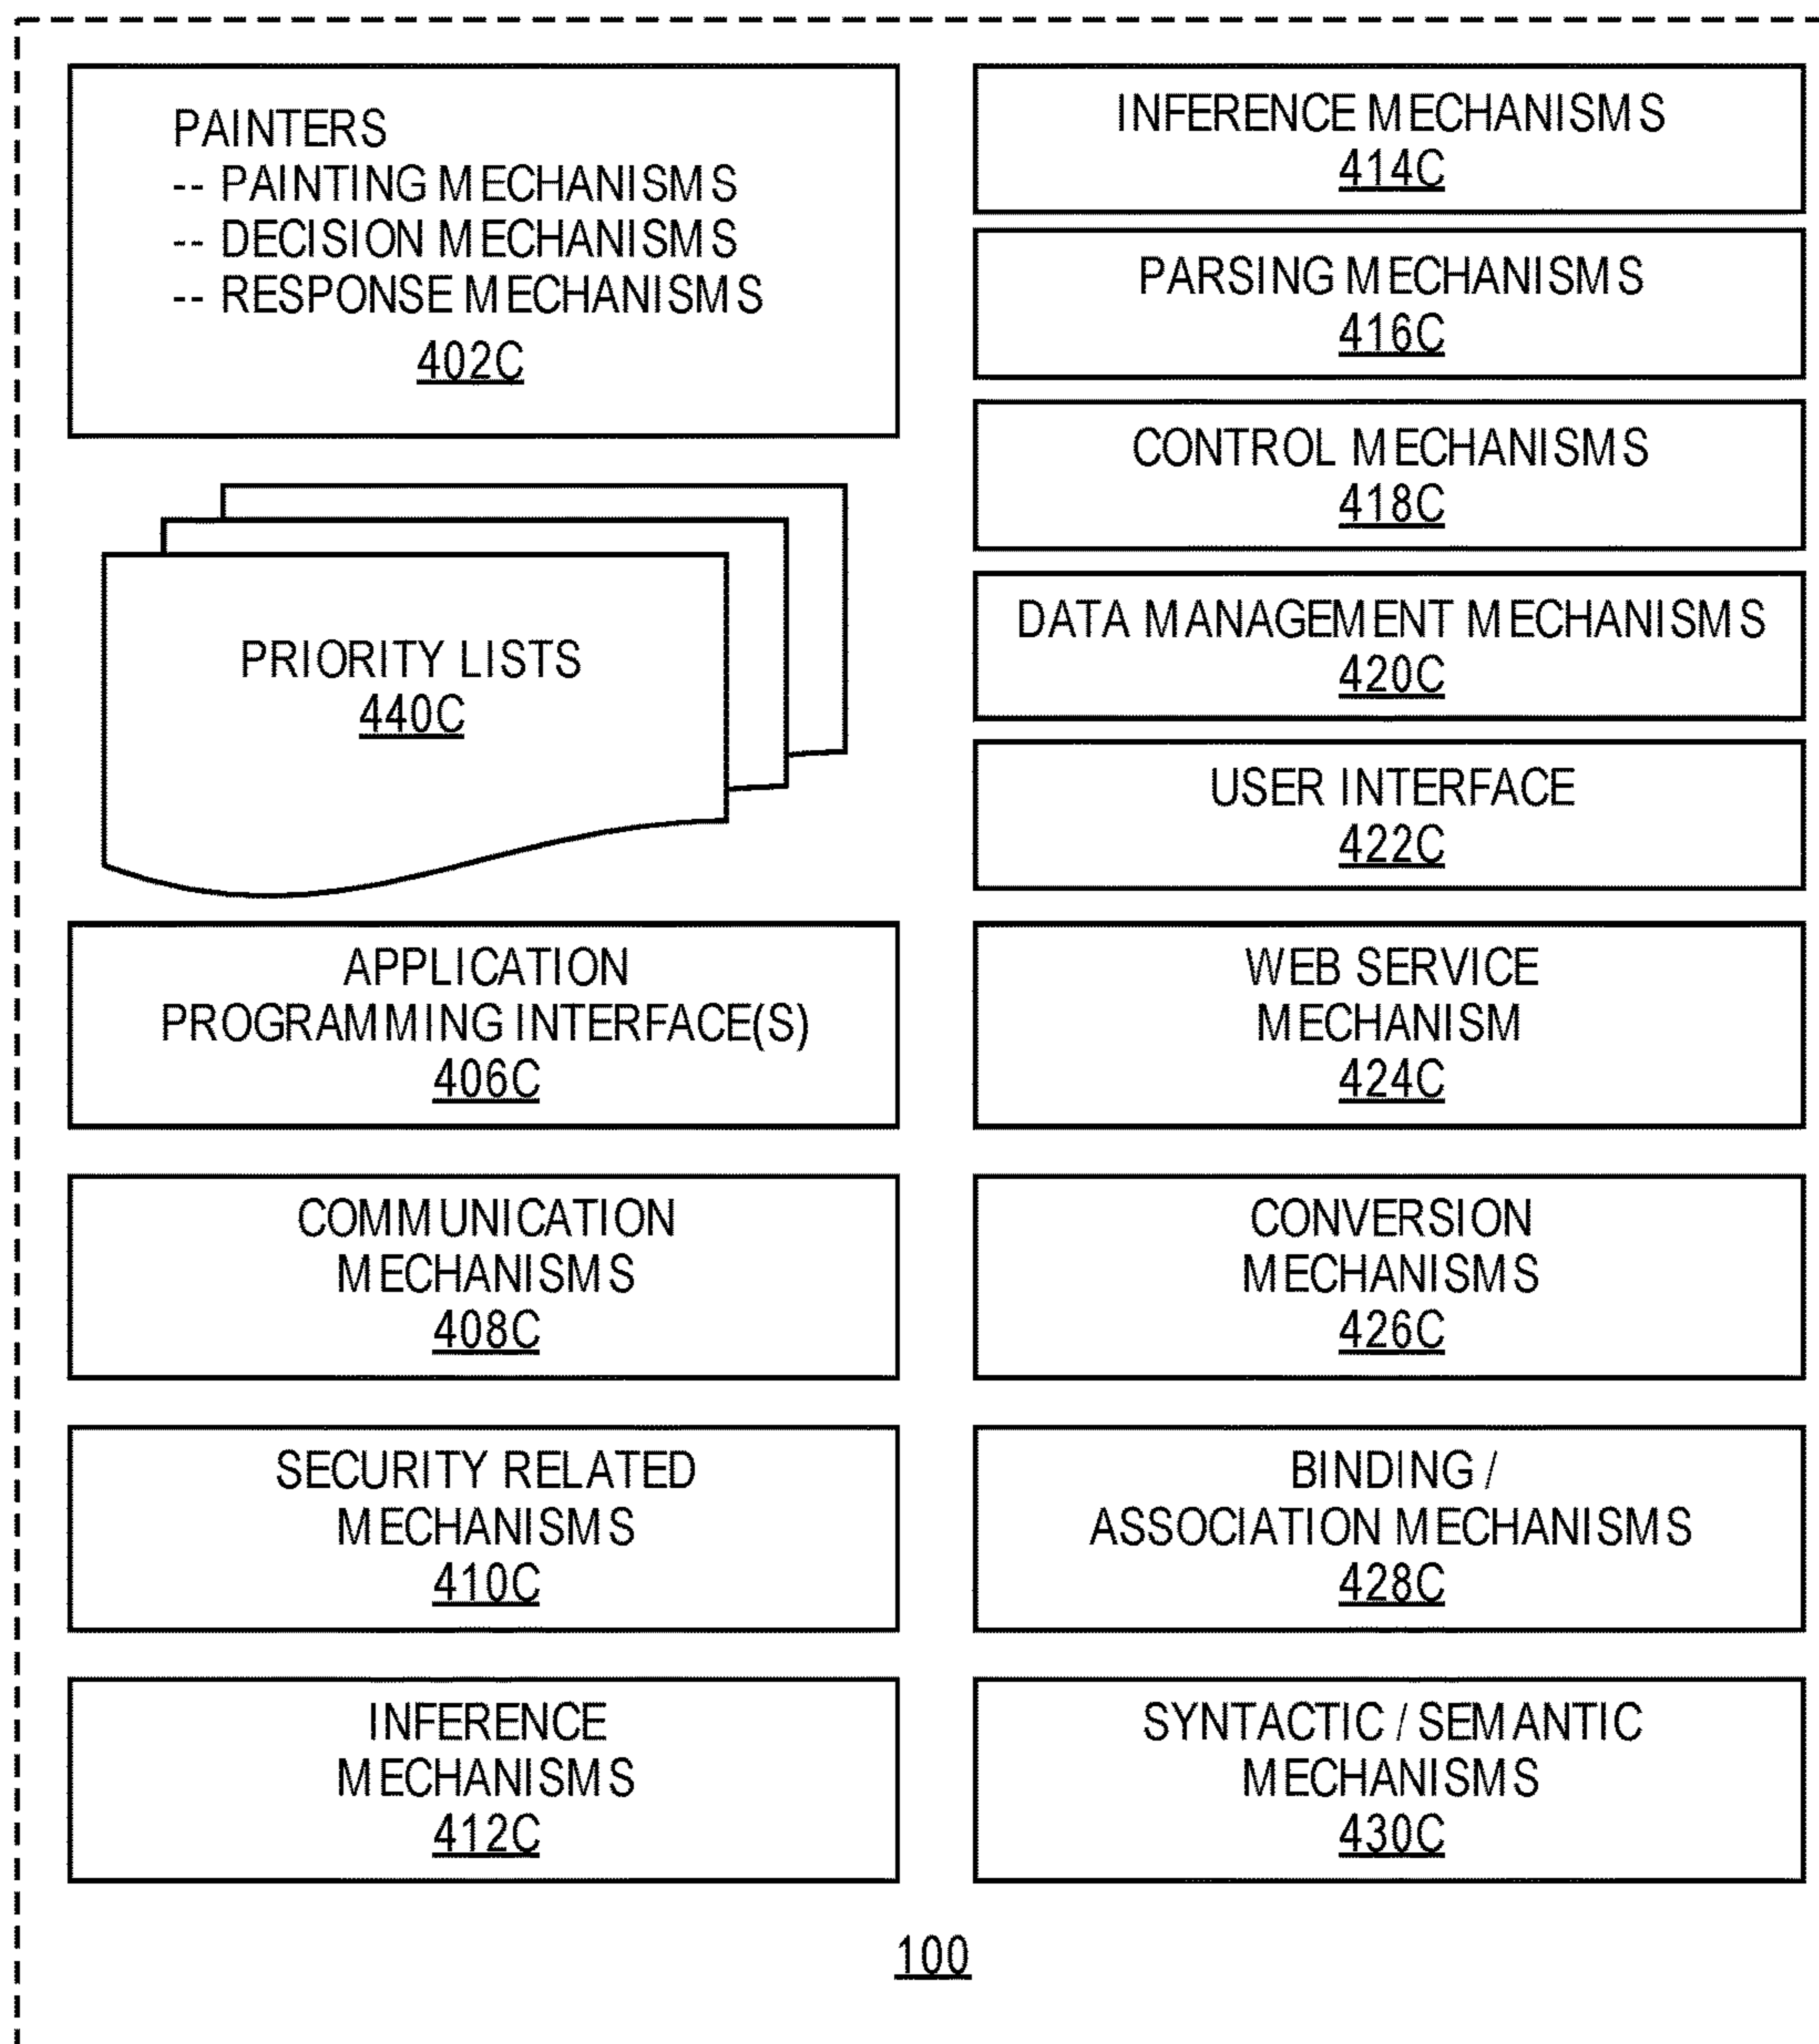 PAINTERS
-- PAINTING MECHANISMS
-- DECISION MECHANISMS
-- RESPONSE MECHANISMS
402C
PRIORITY LISTS
440C
APPLICATION
PROGRAMMING INTERFACE(S)
406C
COMMUNICATION
MECHANISMS
408C
SECURITY RELATED
MECHANISMS
410C
INFERENCE
MECHANISMS
412C
INFERENCE MECHANISMS
414C
PARSING MECHANISMS
416C
CONTROL MECHANISMS
418C
DATA MANAGEMENT MECHANISMS
420C
USER INTERFACE
422C
WEB SERVICE
MECHANISM
424C
CONVERSION
MECHANISMS
426C
BINDING /
ASSOCIATION MECHANISMS
428C
SYNTACTIC / SEMANTIC
MECHANISMS
430C
100